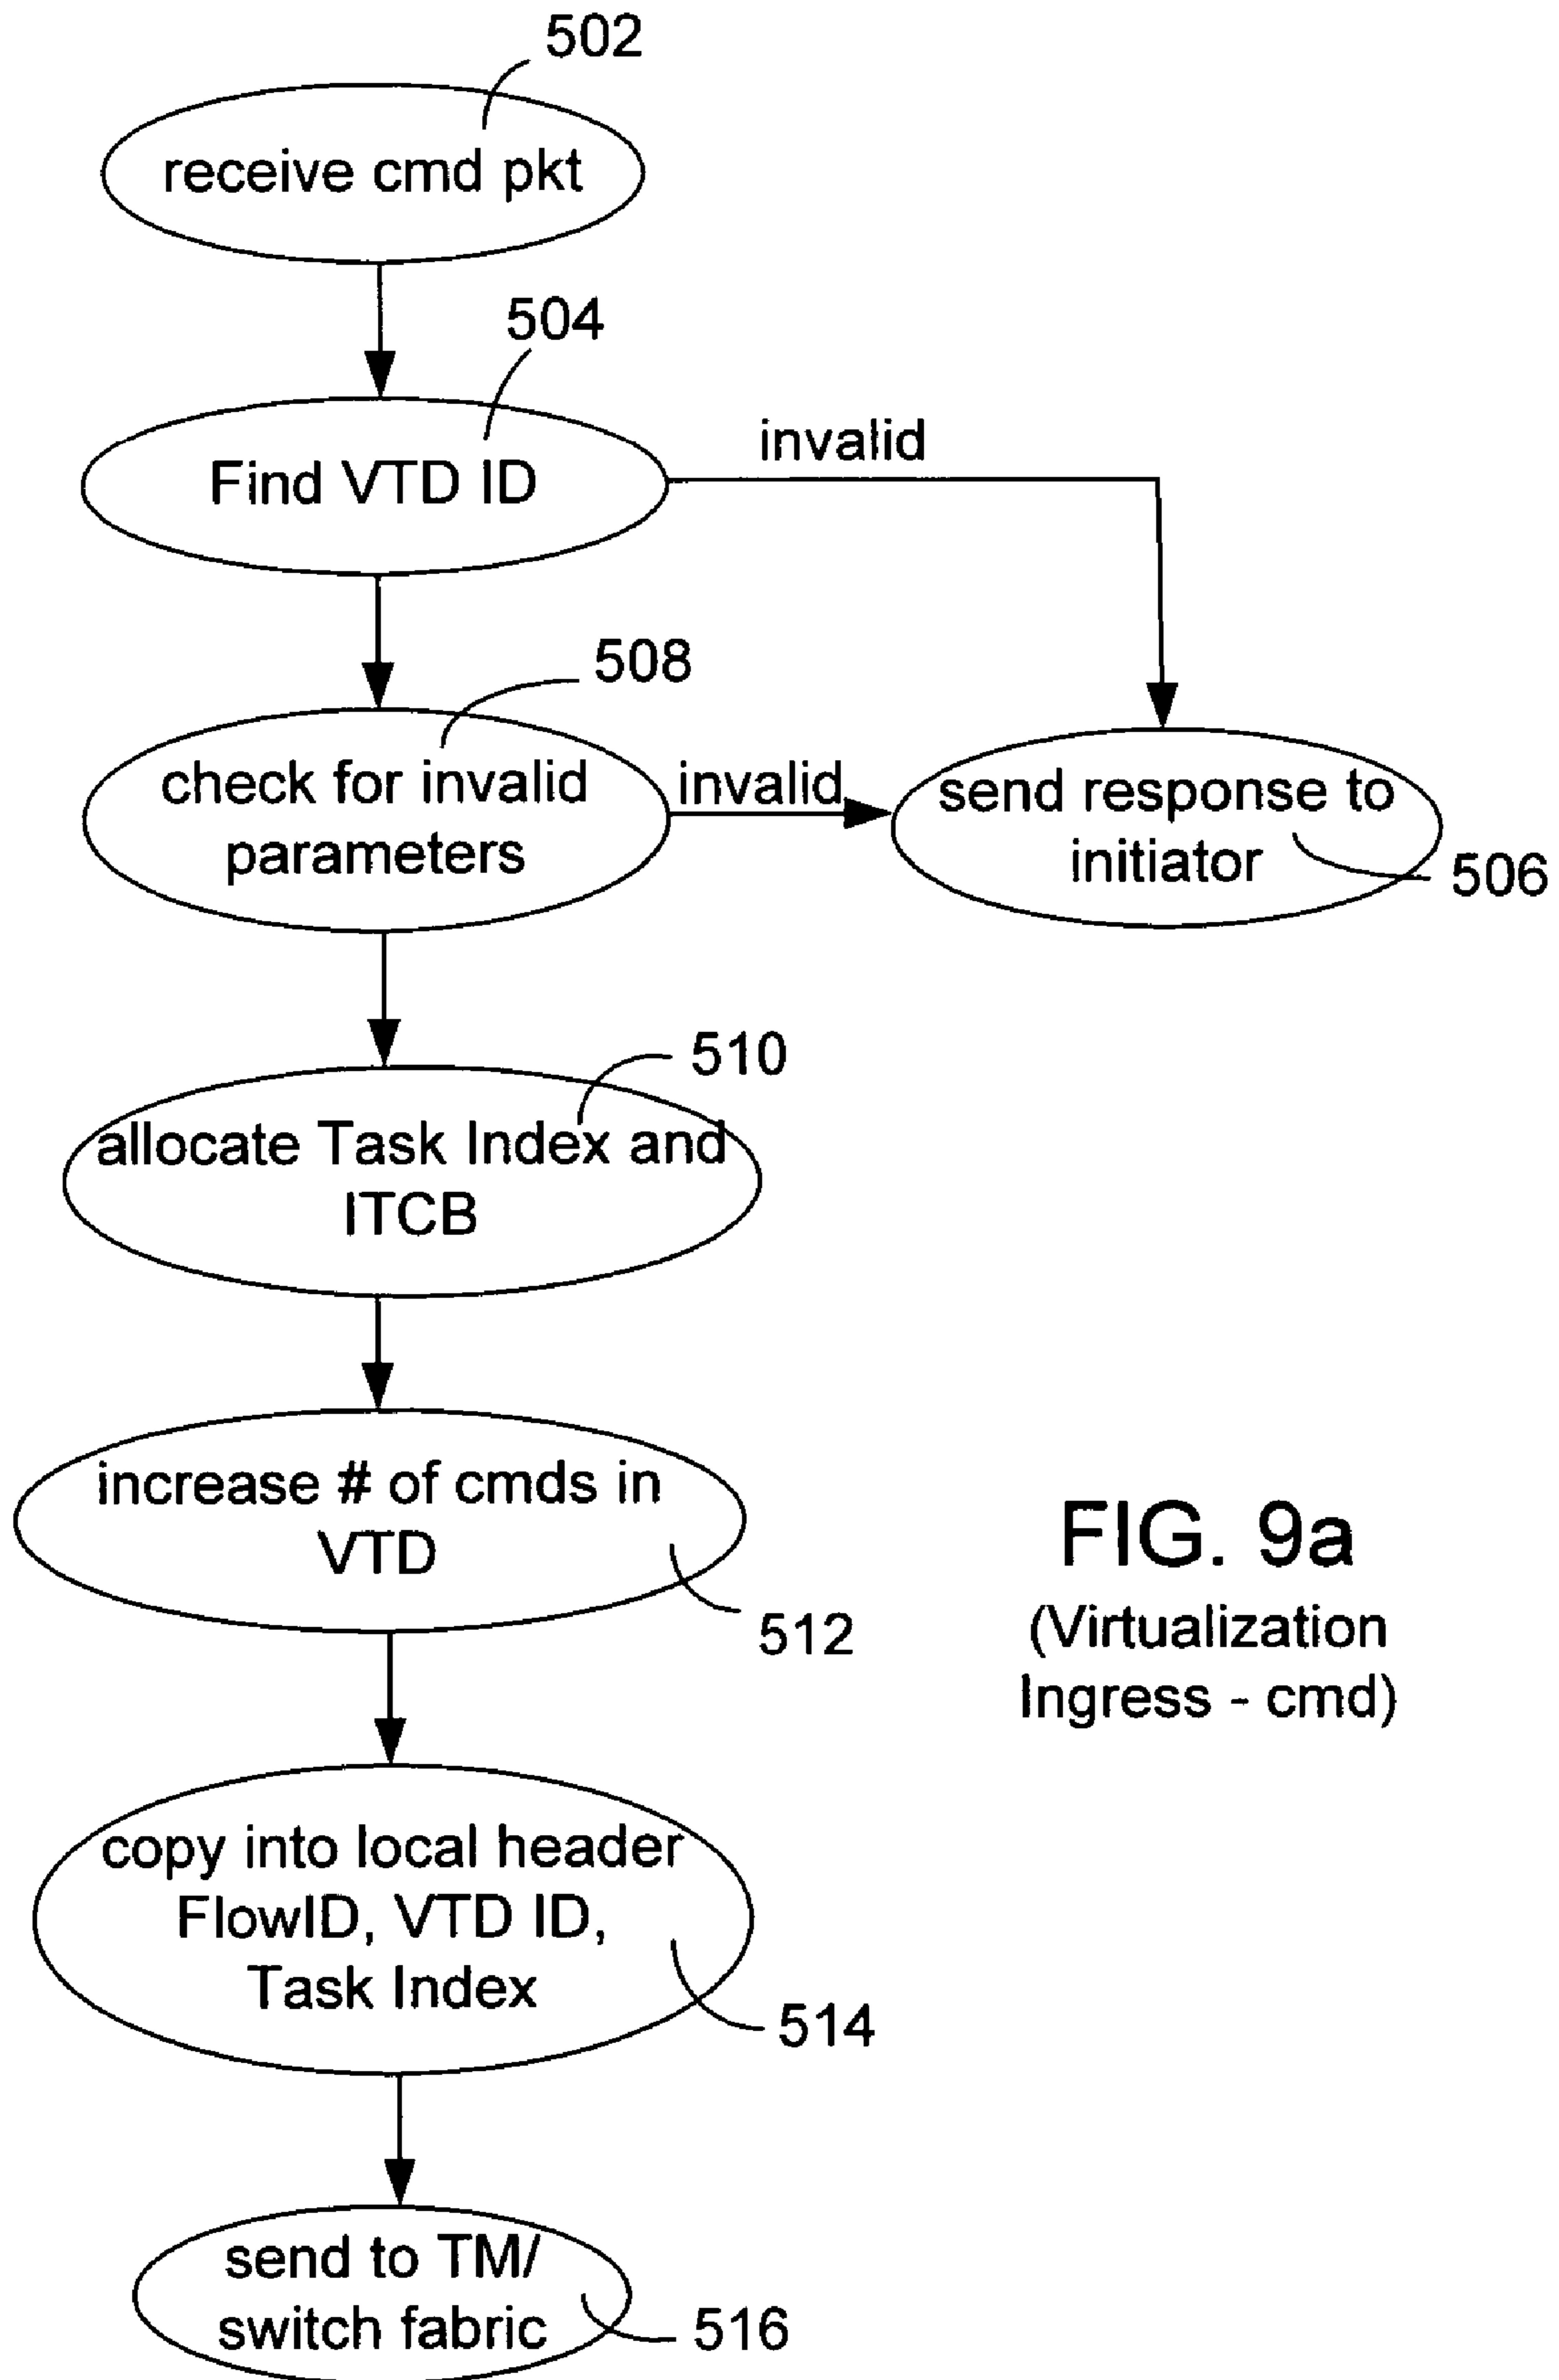 502
receive cmd pkt
504
Find VTD ID
invalid
508
check for invalid
parameters
invalid
send response to
initiator
506
510
allocate Task Index and
ITCB
increase # of cmds in
VTD
512
FIG. 9a
(Virtualization
Ingress - cmd)
copy into local header
FlowID, VTD ID,
Task Index
514
send to TM/
switch fabric
516